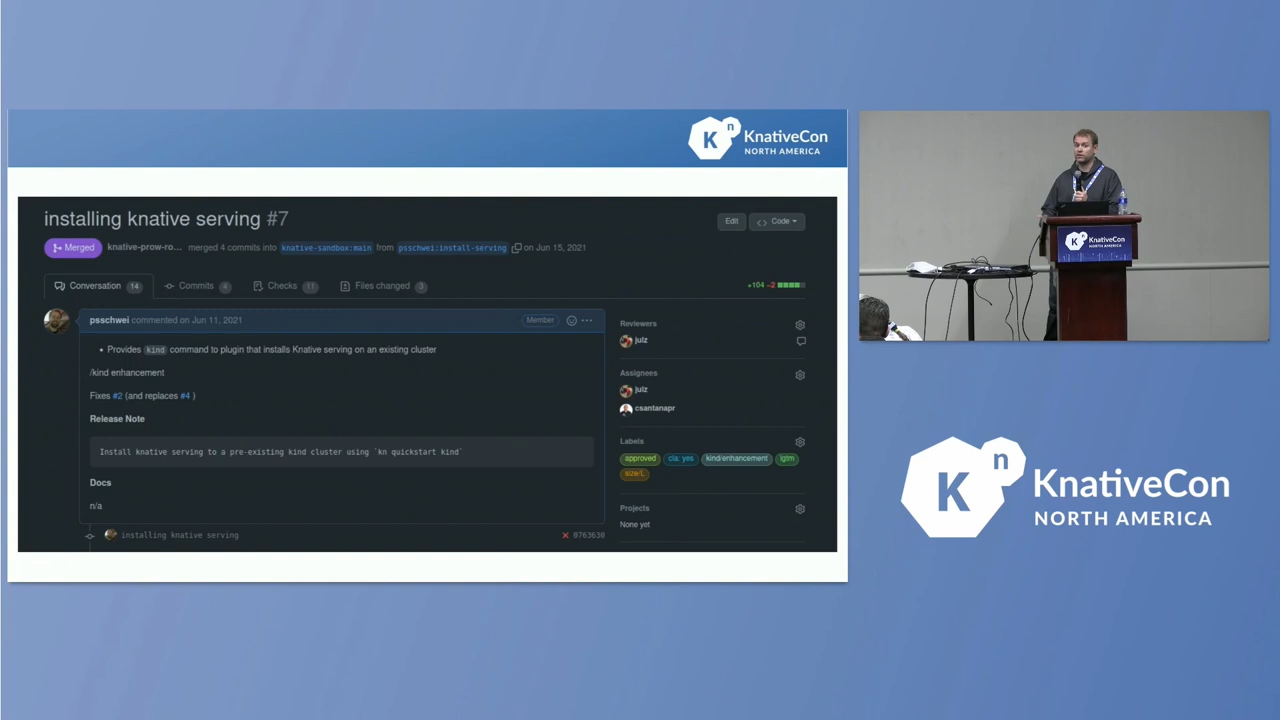 K n KnativeCon
NORTH AMERICA
installing knative serving #7
Edit
Code
Merged knative-prow-ro... merged 4 commits into knative-sandbox:main from psschwei:install-serving on Jun 15, 2021
Conversation 14
Commits 4
Checks 11
Files changed 3
+104 −2
psschwei commented on Jun 11, 2021
Member
• Provides kind command to plugin that installs Knative serving on an existing cluster
/kind enhancement
Fixes #2 (and replaces #4 )
Release Note
Install knative serving to a pre-existing kind cluster using `kn quickstart kind`
Docs
n/a
installing knative serving
0763630
Reviewers
julz
Assignees
julz
csantanapr
Labels
approved cla: yes kind/enhancement lgtm
size/L
Projects
None yet
K KnativeCon
NORTH AMERICA
K n KnativeCon
NORTH AMERICA